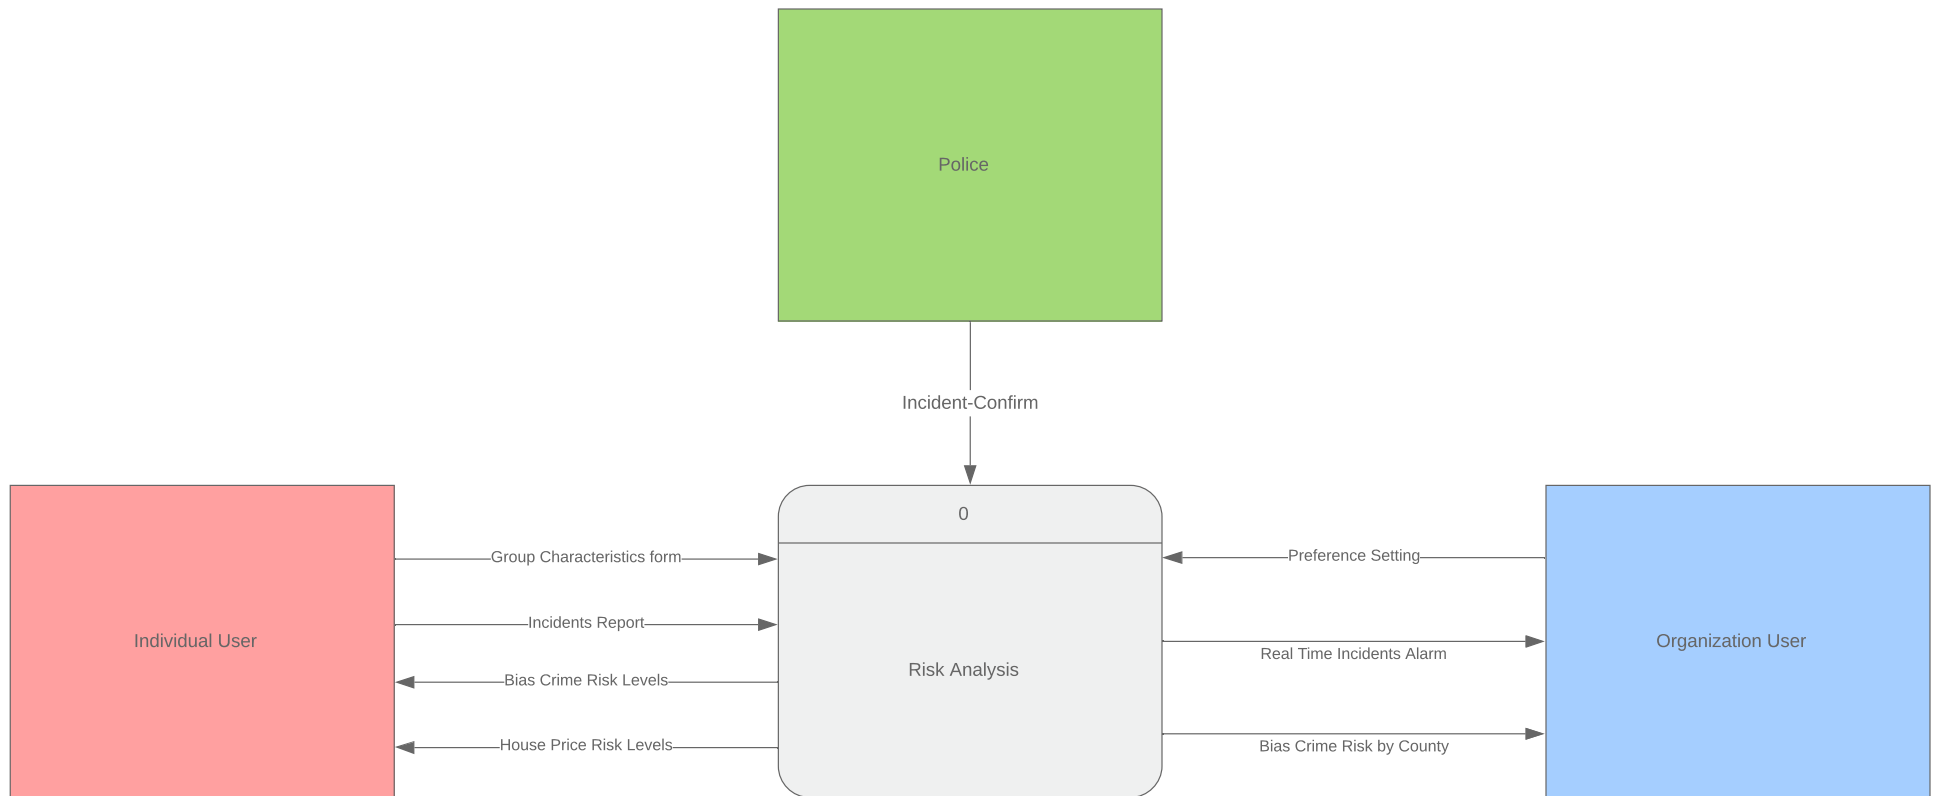 Police
Incident-Confirm
0
Group Characteristics form
Preference Setting
Incidents Report
Individual User
Organization User
Real Time Incidents Alarm
Risk Analysis
Bias Crime Risk Levels
House Price Risk Levels
Bias Crime Risk by County